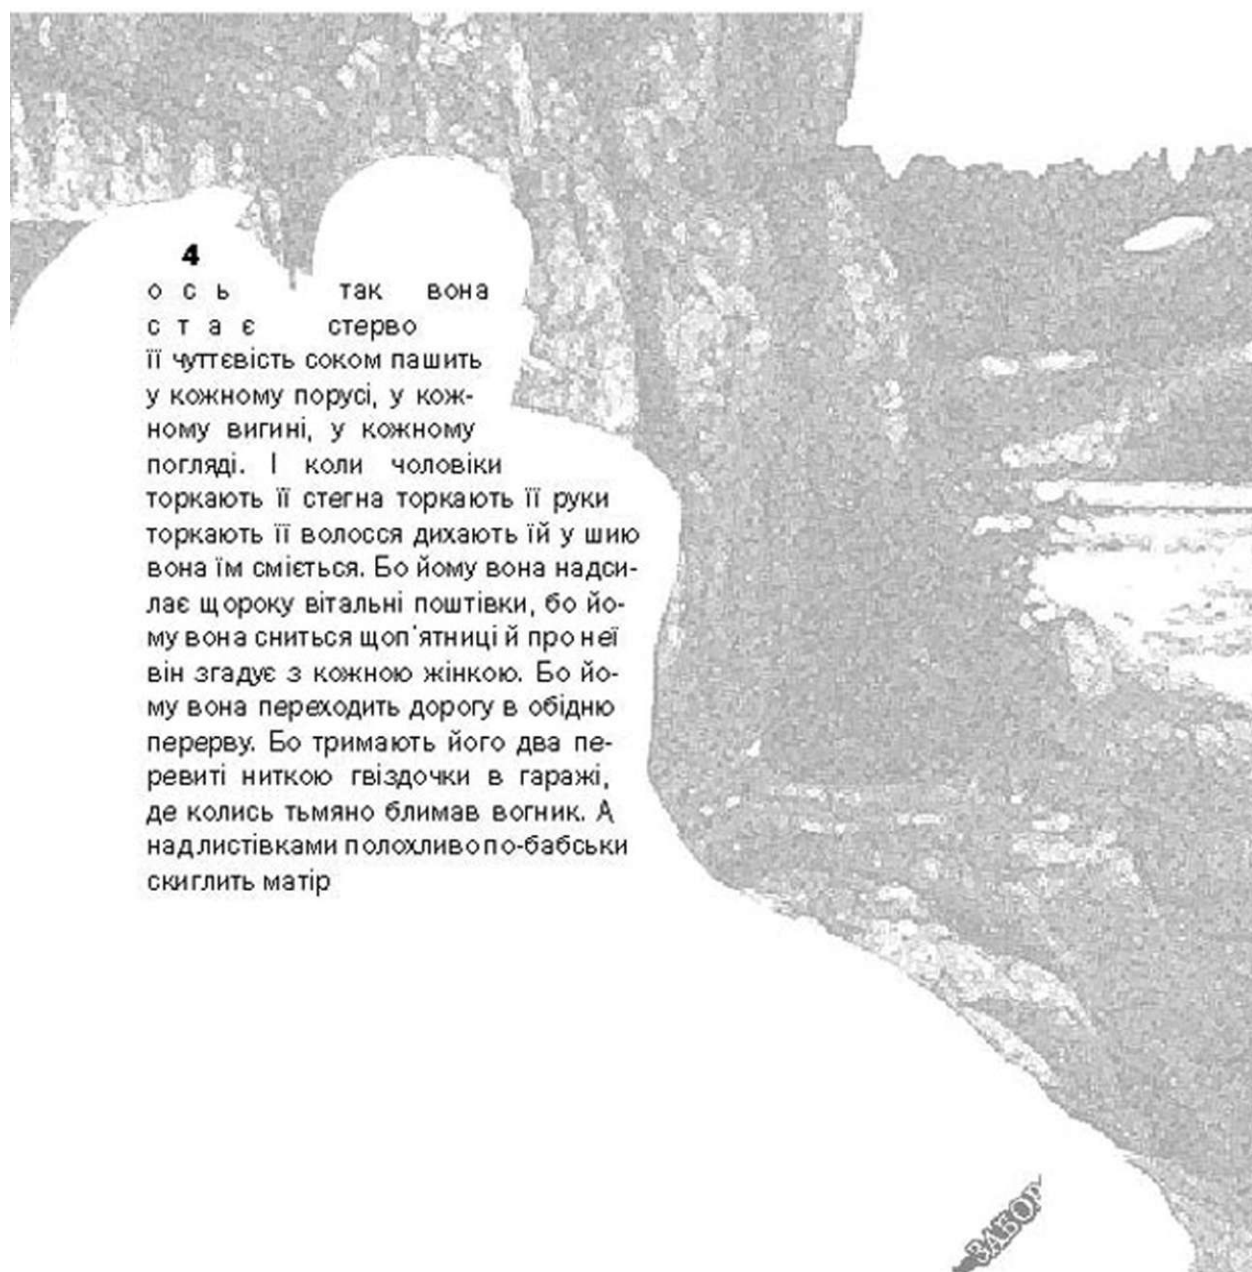 4
о с ь так вона
с т а є стерво
її чуттєвість соком пашить
у кожному порусі, у кож-
ному вигині, у кожному
погляді. І коли чоловіки
торкають її стегна торкають її руки
торкають її волосся дихають їй у шию
вона їм сміється. Бо йому вона надси-
лає щороку вітальні поштівки, бо йо-
му вона сниться щоп'ятниці й про неї
він згадує з кожною жінкою. Бо йо-
му вона переходить дорогу в обідню
перерву. Бо тримають його два пе-
ревиті ниткою гвіздочки в гаражі,
де колись тьмяно блимав вогник. А
над листівками полохливо по-бабськи
скиглить матір
ЗАБОР